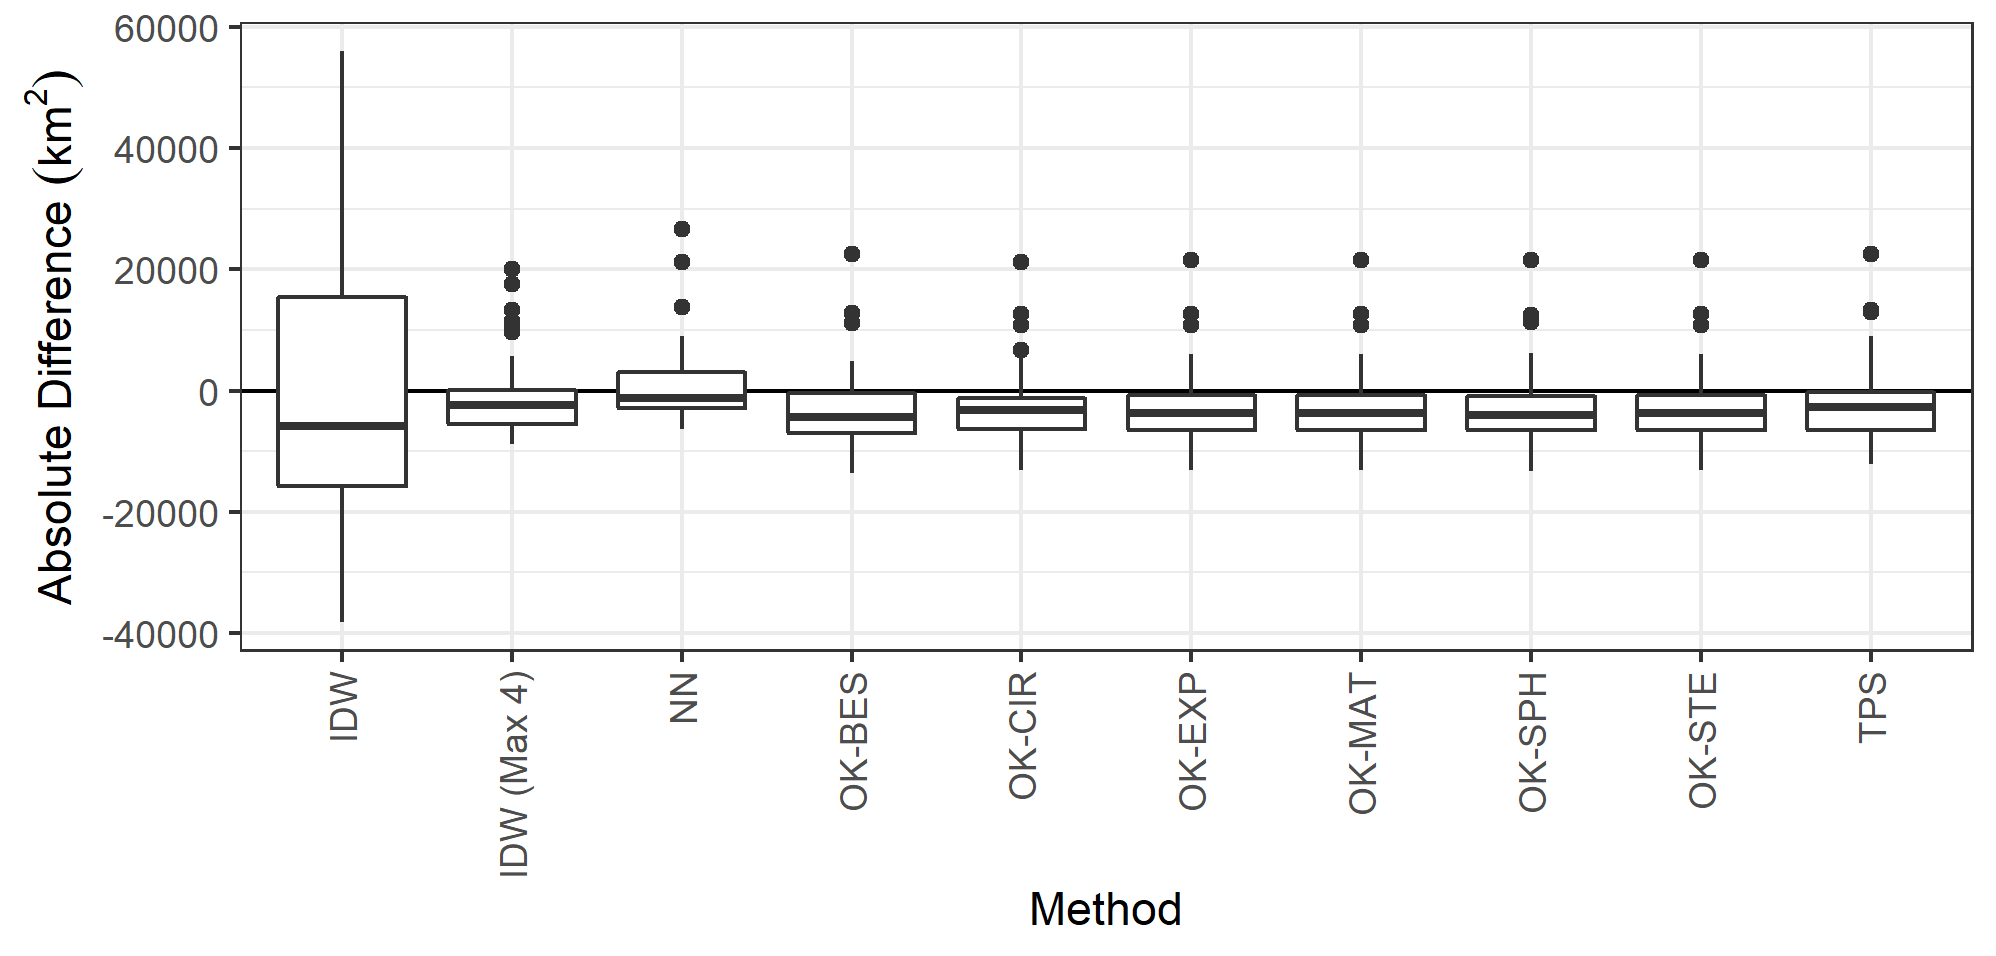 Absolute Difference (km²)
60000
40000
20000
0
-20000
-40000
IDW
IDW (Max 4)
NN
OK-BES
OK-CIR
OK-EXP
OK-MAT
OK-SPH
OK-STE
TPS
Method